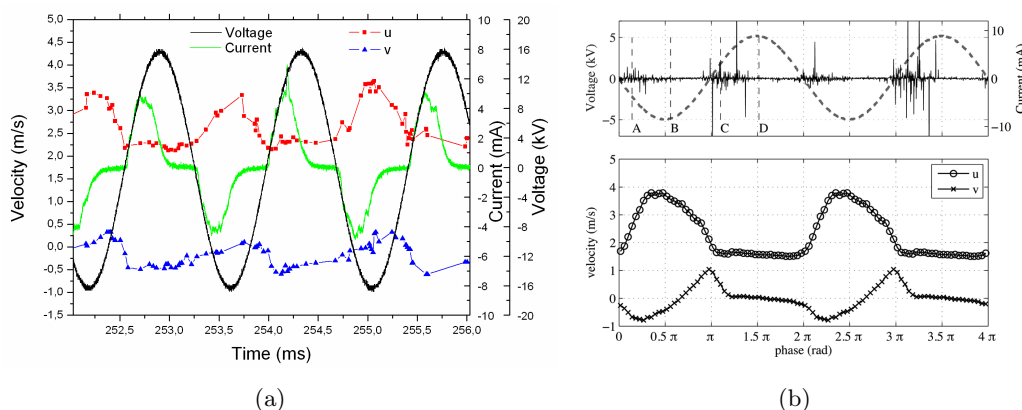 Voltage
Current
u
v
5,0
4,5
4,0
3,5
3,0
2,5
2,0
1,5
1,0
0,5
0,0
-0,5
-1,0
-1,5
Velocity (m/s)
10
8
6
4
2
0
-2
-4
-6
-8
-10
Current (mA)
20
16
12
8
4
0
-4
-8
-12
-16
-20
Voltage (kV)
252,5 253,0 253,5 254,0 254,5 255,0 255,5 256,0
Time (ms)
(a)
Voltage (kV)
5
0
-5
A B C D
10
0
-10
Current (mA)
u
v
velocity (m/s)
5
4
3
2
1
0
-1
0 0.5 π π 1.5 π 2 π 2.5 π 3 π 3.5 π 4 π
phase (rad)
(b)